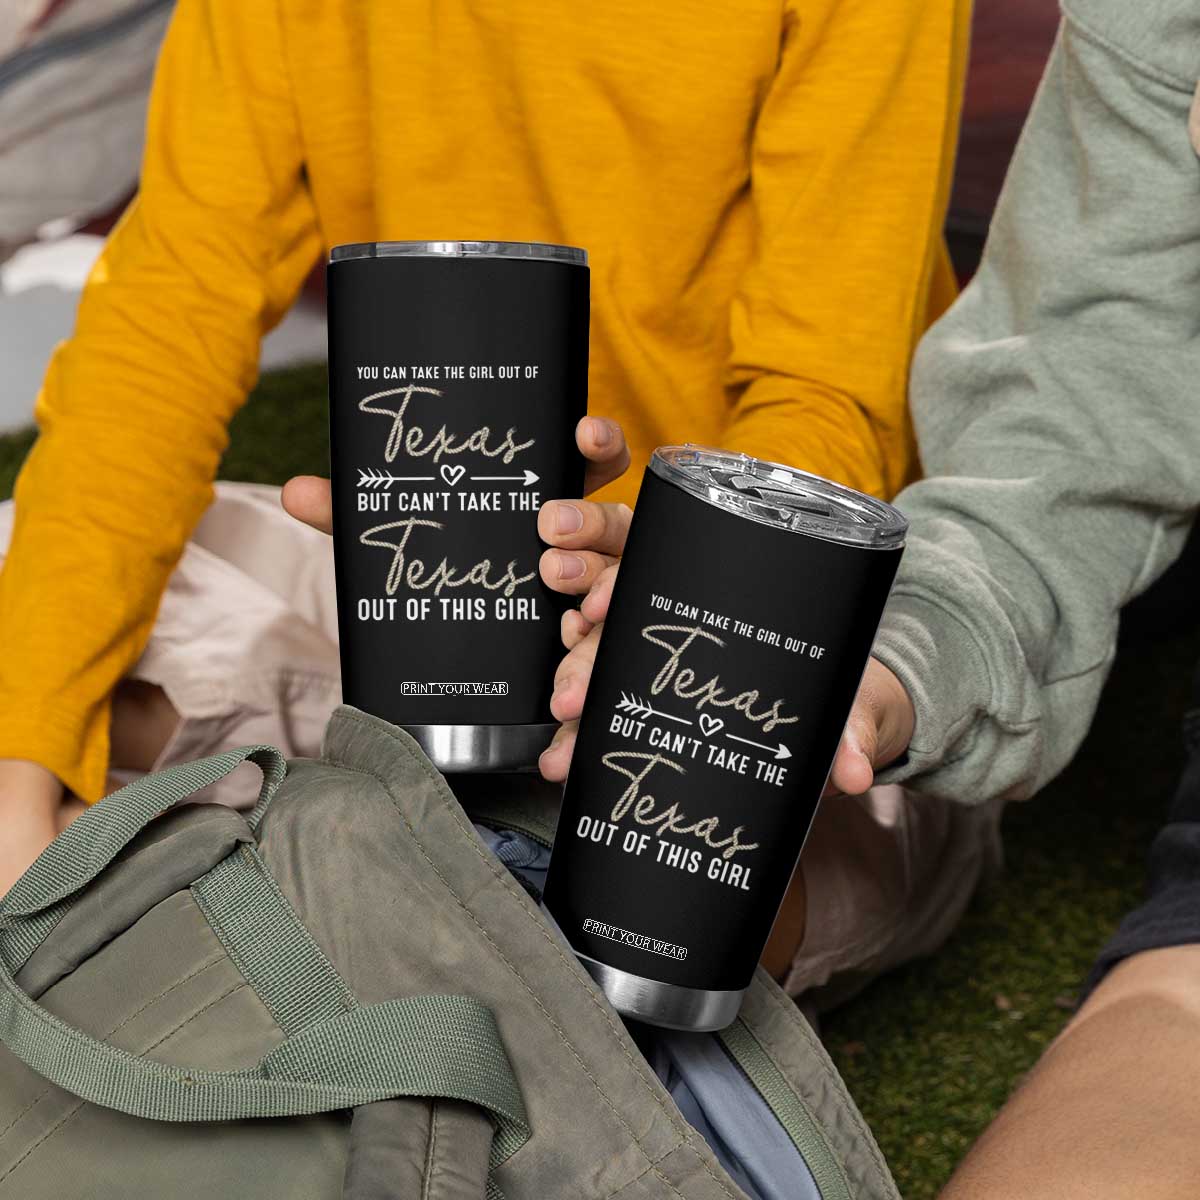 YOU CAN TAKE THE GIRL OUT OF
Texas
BUT CAN'T TAKE THE
Texas
OUT OF THIS GIRL
PRINT YOUR WEAR
YOU CAN TAKE THE GIRL OUT OF
Texas
BUT CAN'T TAKE THE
Texas
OUT OF THIS GIRL
PRINT YOUR WEAR